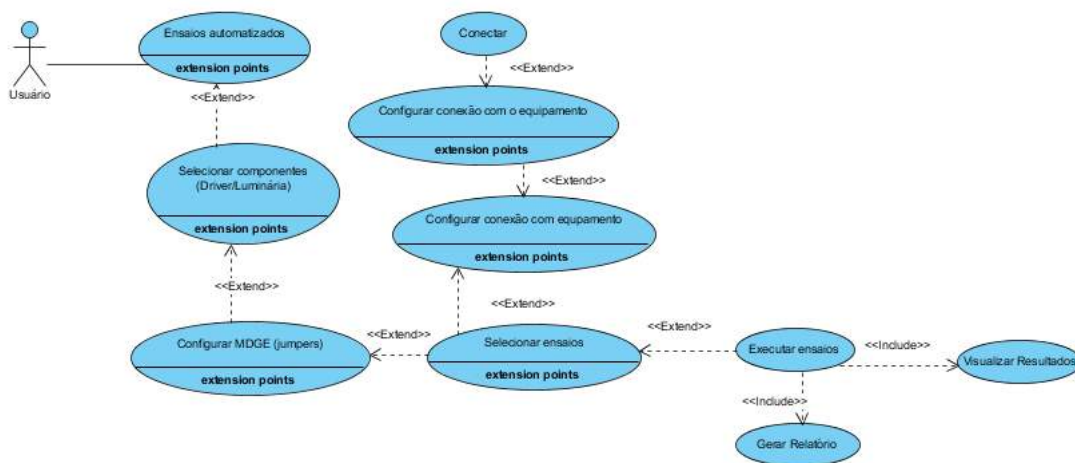 Ensaios automatizados
extension points
Usuário
<<Extend>>
Selecionar componentes
(Driver/Luminária)
extension points
<<Extend>>
Configurar MDGE (jumpers)
extension points
<<Extend>>
Conectar
<<Extend>>
Configurar conexão com o equipamento
extension points
<<Extend>>
Configurar conexão com equpamento
extension points
<<Extend>>
Selecionar ensaios
extension points
<<Extend>>
Executar ensaios
<<Include>>
Visualizar Resultados
<<Include>>
Gerar Relatório